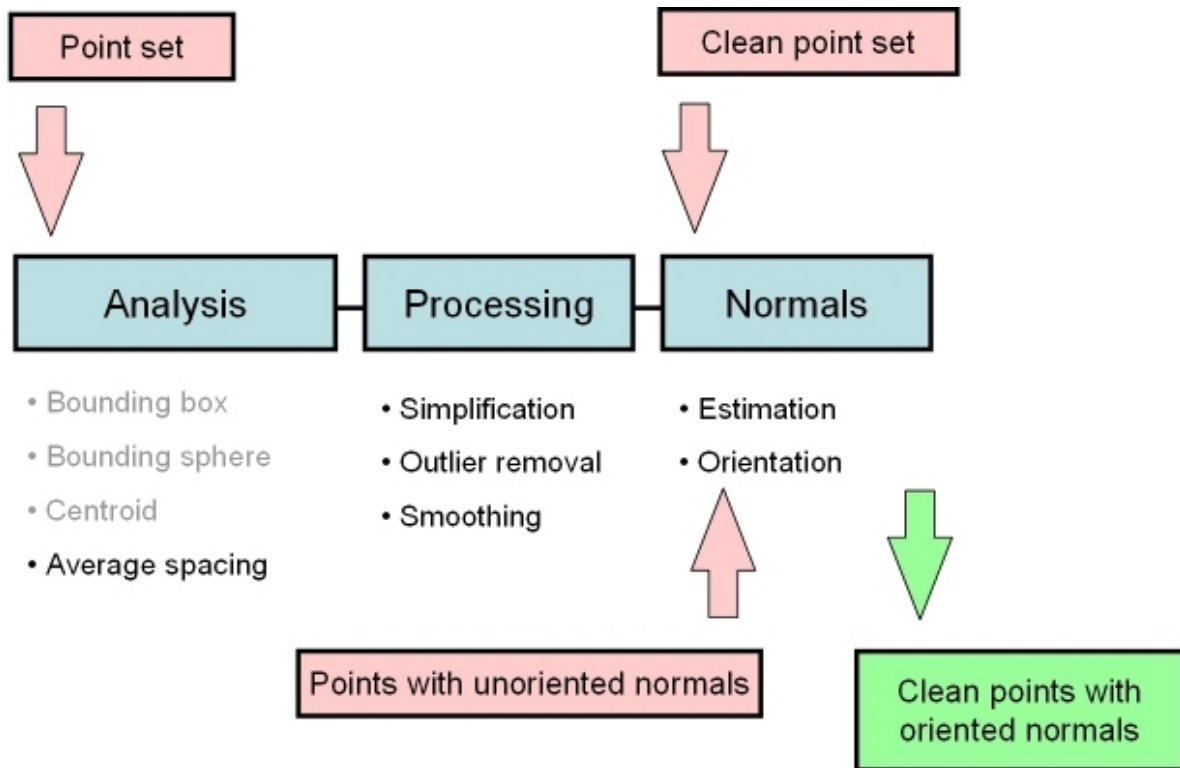 Point set
Clean point set
Analysis
Processing
Normals
• Bounding box
• Bounding sphere
• Centroid
• Average spacing
• Simplification
• Outlier removal
• Smoothing
• Estimation
• Orientation
Points with unoriented normals
Clean points with
oriented normals